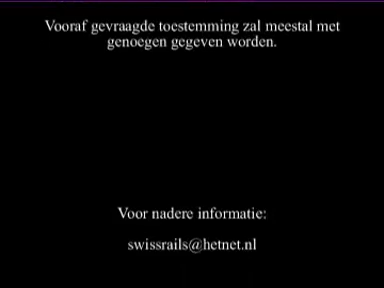 Vooraf gevraagde toestemming zal meestal met
genoegen gegeven worden.
Voor nadere informatie:
swissrails@hetnet.nl